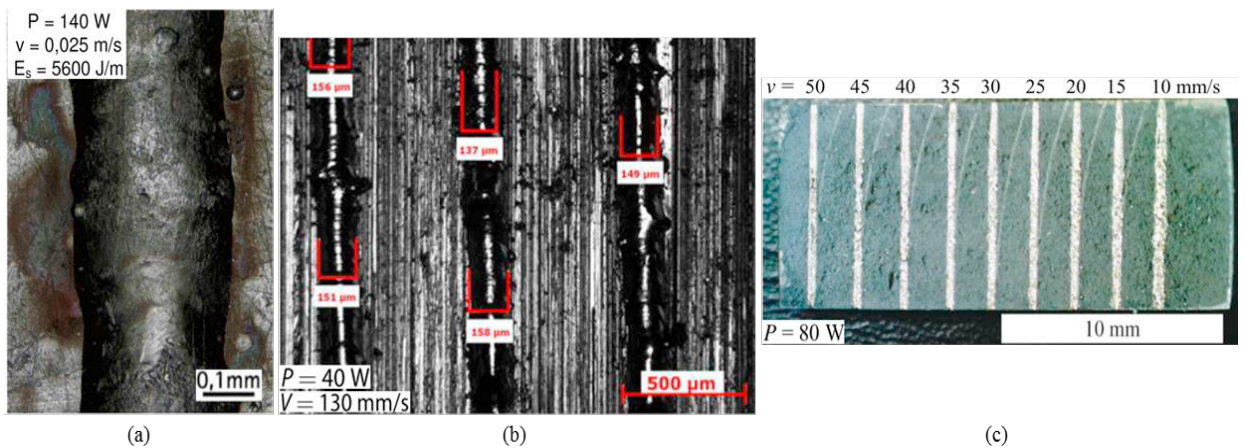 P = 140 W
v = 0,025 m/s
Eₛ = 5600 J/m
0,1mm
(a)
156 µm
137 µm
149 µm
151 µm
158 µm
P = 40 W
V = 130 mm/s
500 µm
(b)
v = 50 45 40 35 30 25 20 15 10 mm/s
P = 80 W
10 mm
(c)